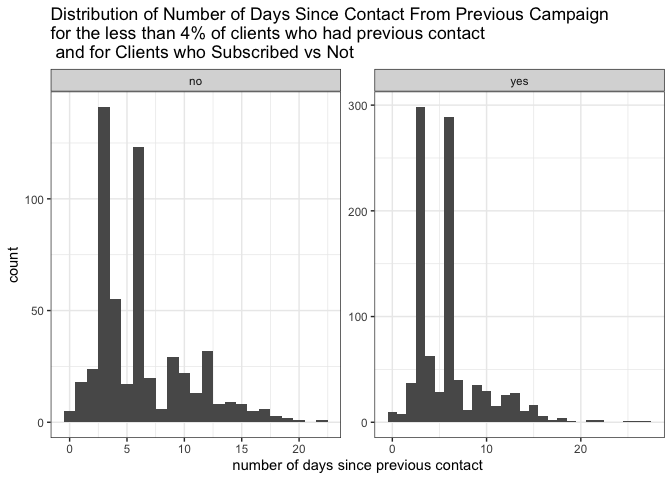 Distribution of Number of Days Since Contact From Previous Campaign
for the less than 4% of clients who had previous contact
and for Clients who Subscribed vs Not
no
yes
count
100
50
0
300
200
100
0
0
5
10
15
20
0
10
20
number of days since previous contact